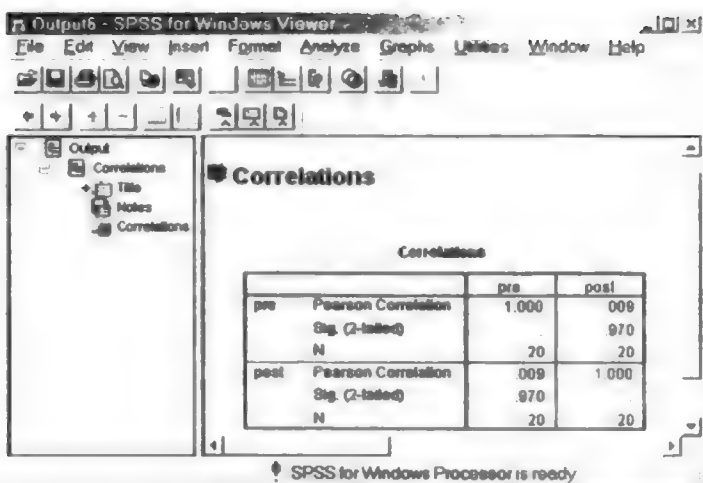 Output6 - SPSS for Windows Viewer
File Edit View Insert Format Analyze Graphs Utilities Window Help
Output
Correlations
Title
Notes
Correlations
Correlations
Correlations
pre post
pre Pearson Correlation 1.000 .009
Sig. (2-tailed) . .970
N 20 20
post Pearson Correlation .009 1.000
Sig. (2-tailed) .970 .
N 20 20
SPSS for Windows Processor is ready